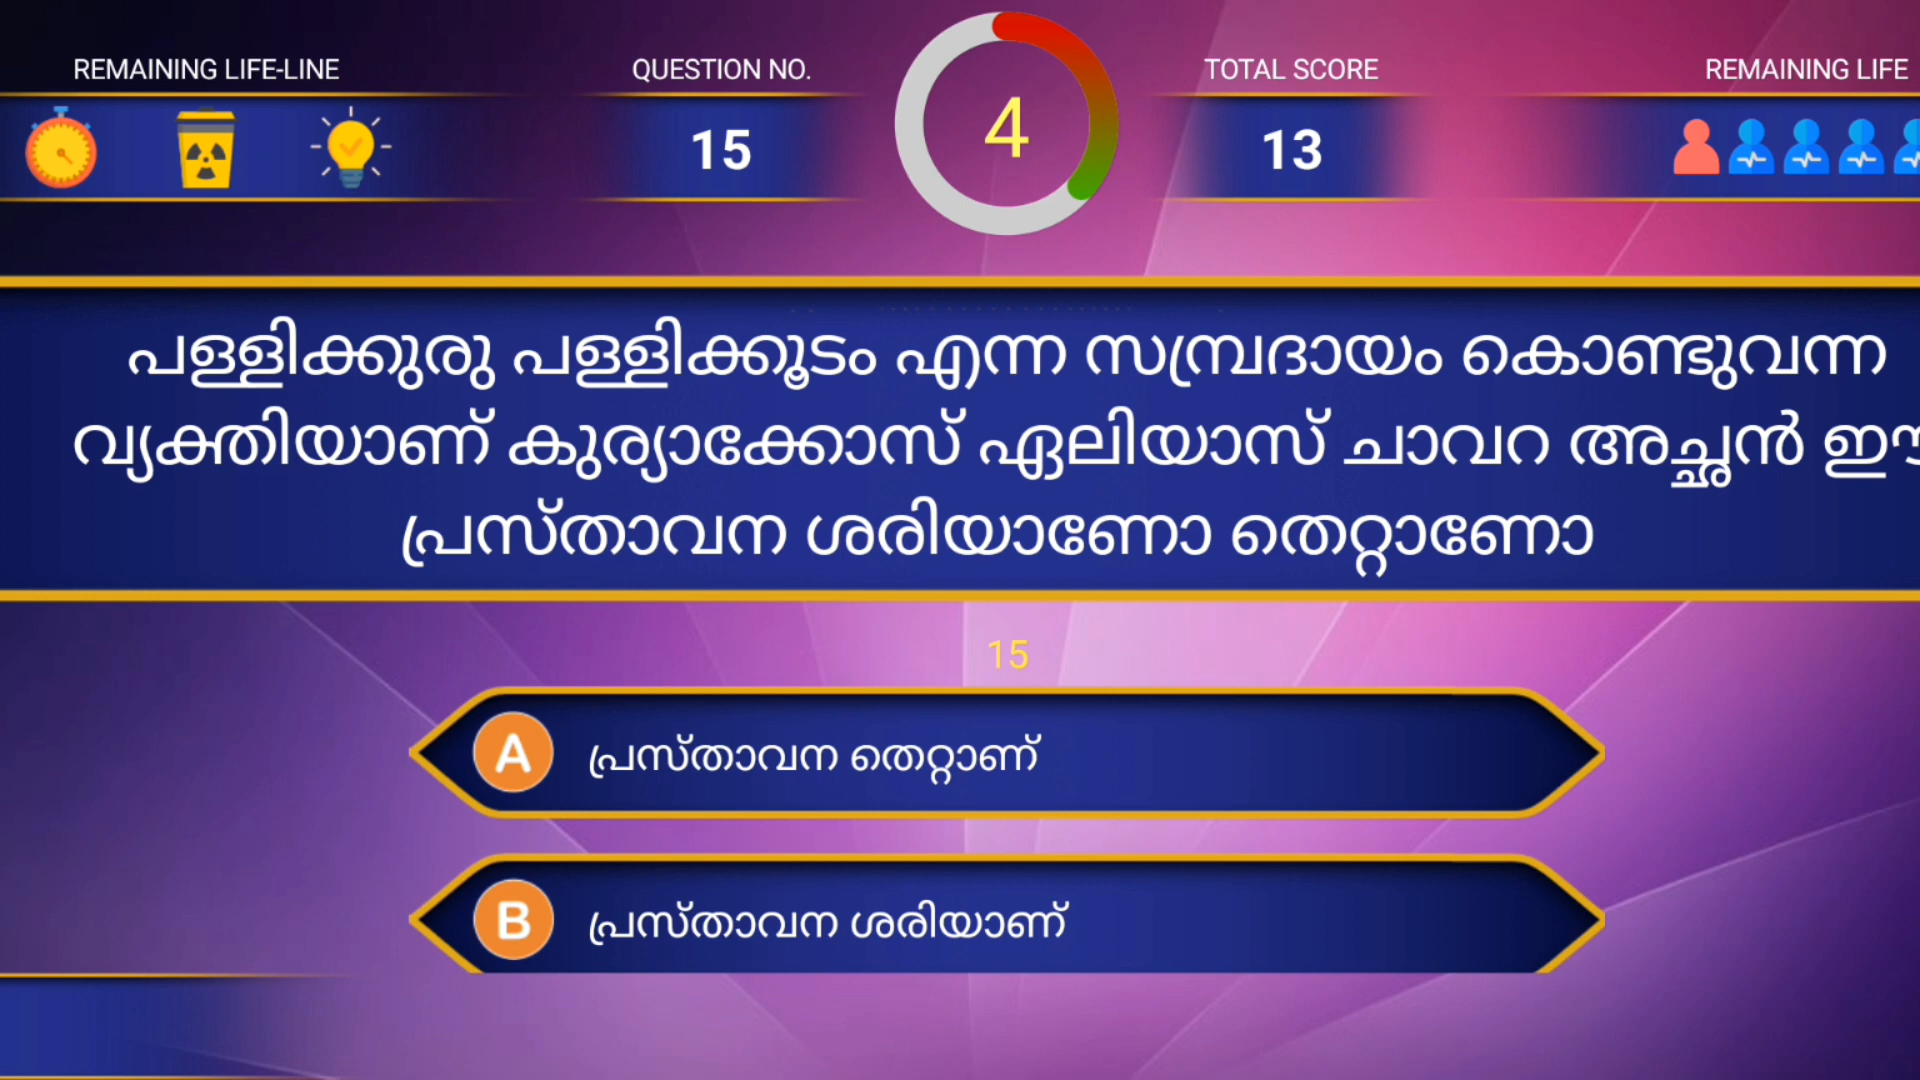 REMAINING LIFE-LINE
QUESTION NO.
15
4
TOTAL SCORE
13
REMAINING LIFE
പള്ളിക്കുരു പള്ളിക്കൂടം എന്ന സമ്പ്രദായം കൊണ്ടുവന്ന
വ്യക്തിയാണ് കുര്യാക്കോസ് ഏലിയാസ് ചാവറ അച്ഛൻ ഈ
പ്രസ്താവന ശരിയാണോ തെറ്റാണോ
15
A പ്രസ്താവന തെറ്റാണ്
B പ്രസ്താവന ശരിയാണ്